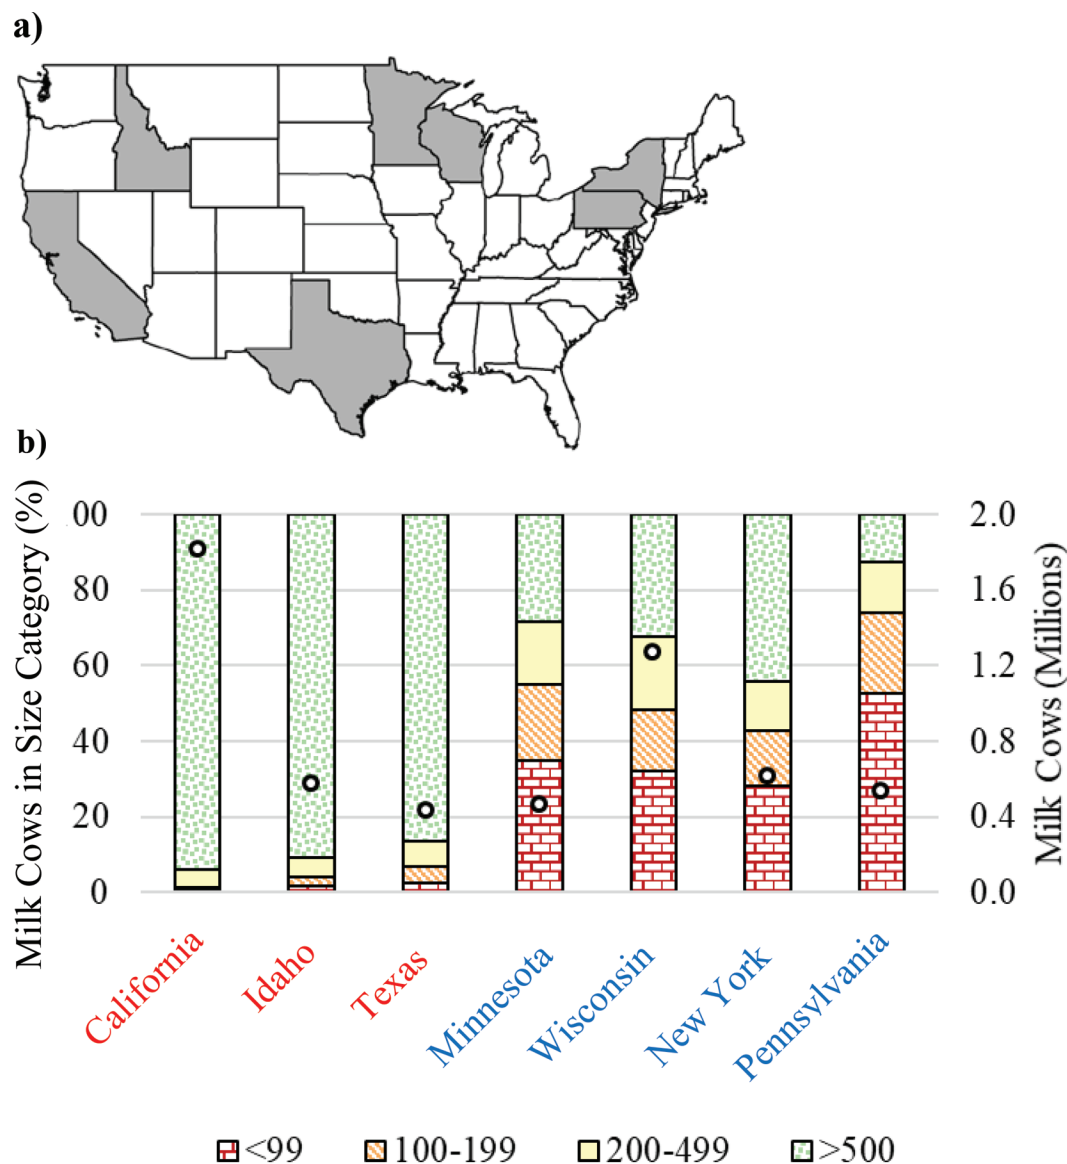 a)
b)
Milk Cows in Size Category (%)
00
80
60
40
20
0
2.0
1.6
1.2
0.8
0.4
0.0
Milk Cows (Millions)
California
Idaho
Texas
Minnesota
Wisconsin
New York
Pennsylvania
<99
100-199
200-499
>500